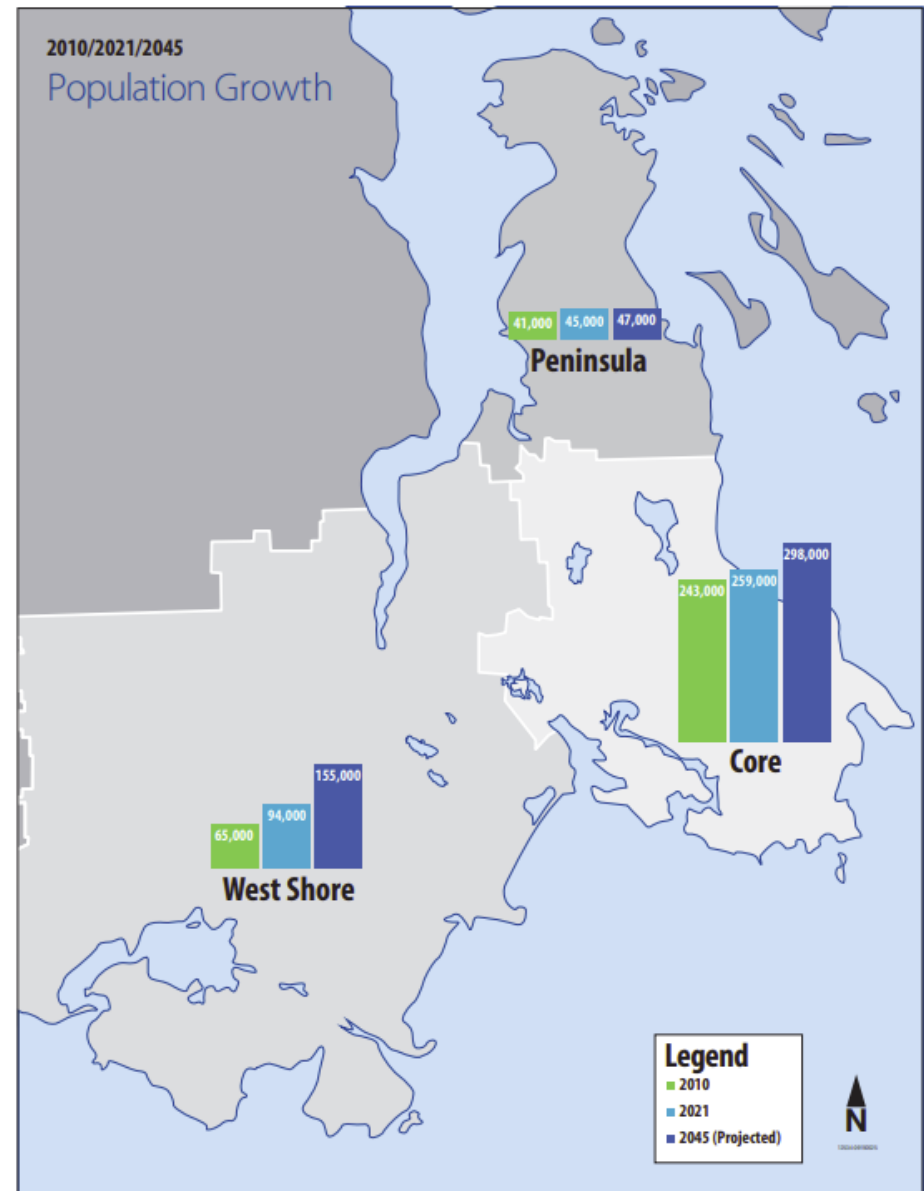 2010/2021/2045
Population Growth
41,000 45,000 47,000
Peninsula
243,000 259,000 298,000
Core
65,000 94,000 155,000
West Shore
Legend
2010
2021
2045 (Projected)
N